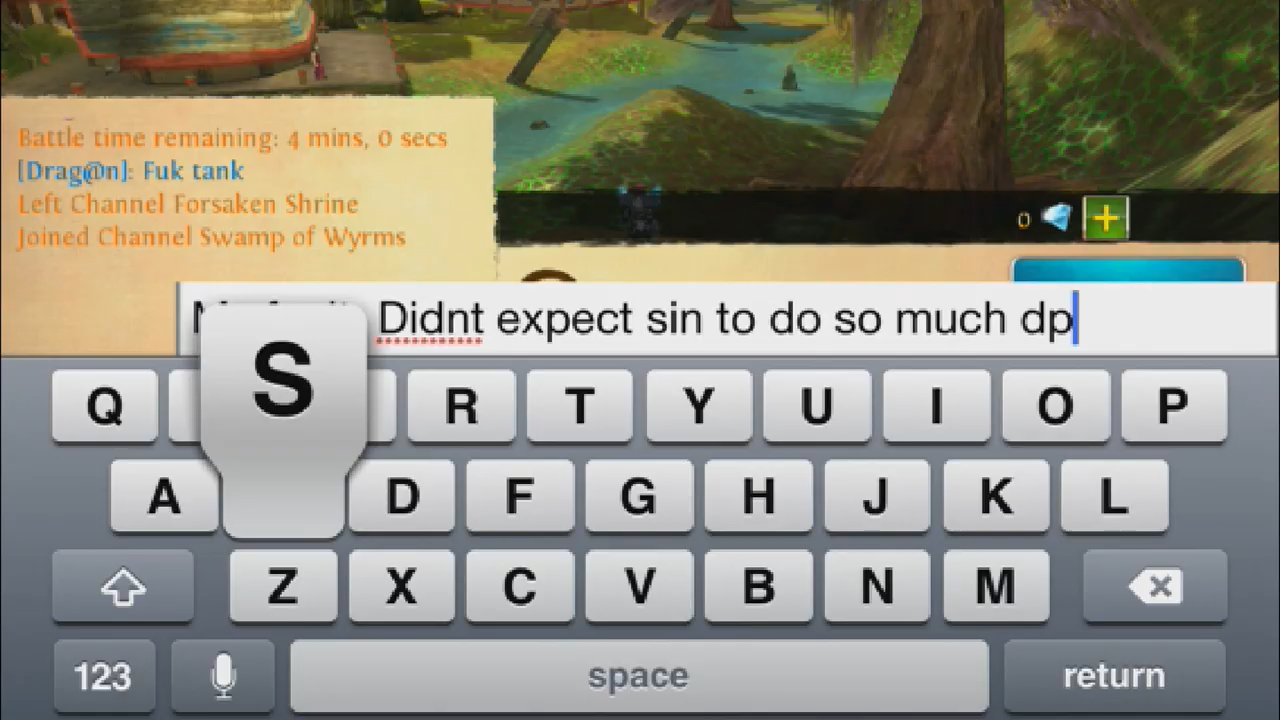 Battle time remaining: 4 mins, 0 secs
[Drag@n]: Fuk tank
Left Channel Forsaken Shrine
Joined Channel Swamp of Wyrms
0
Didnt expect sin to do so much dp
S
Q R T Y U I O P
A D F G H J K L
Z X C V B N M
123 space return